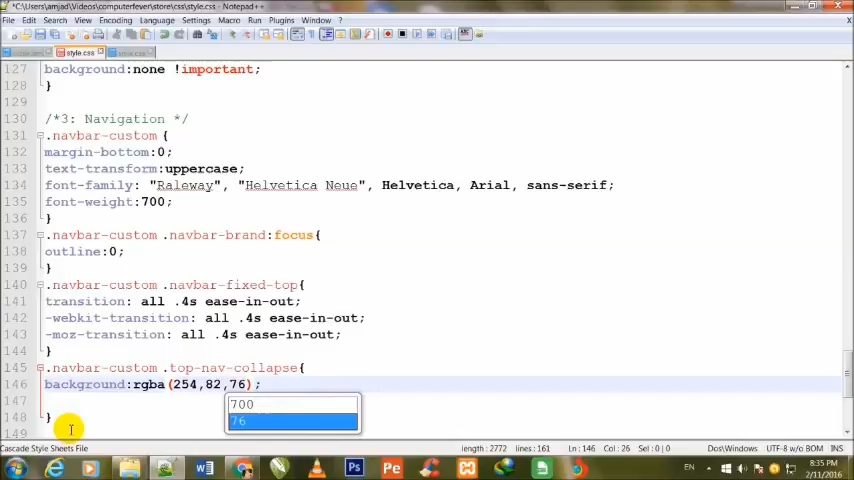 *C:\Users\amjad\Videos\computerfever\store\css\style.css - Notepad++
File Edit Search View Encoding Language Settings Macro Run Plugins Window ?
style.css
127 background:none !important;
128 }
129
130 /*3: Navigation */
131 .navbar-custom {
132 margin-bottom:0;
133 text-transform:uppercase;
134 font-family: "Raleway", "Helvetica Neue", Helvetica, Arial, sans-serif;
135 font-weight:700;
136 }
137 .navbar-custom .navbar-brand:focus{
138 outline:0;
139 }
140 .navbar-custom .navbar-fixed-top{
141 transition: all .4s ease-in-out;
142 -webkit-transition: all .4s ease-in-out;
143 -moz-transition: all .4s ease-in-out;
144 }
145 .navbar-custom .top-nav-collapse{
146 background:rgba(254,82,76);
147
700
76
148 }
149
Cascade Style Sheets File length : 2772 lines : 161 Ln : 146 Col : 26 Sel : 0 | 0 Dos\Windows UTF-8 w/o BOM INS
EN 8:35 PM
2/11/2016